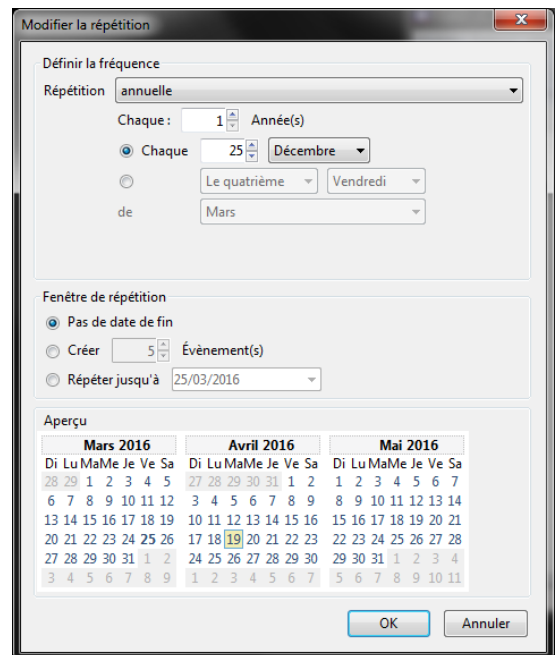 Modifier la répétition
Définir la fréquence
Répétition annuelle
Chaque : 1 Année(s)
Chaque 25 Décembre
Le quatrième Vendredi
de Mars
Fenêtre de répétition
Pas de date de fin
Créer 5 Évènement(s)
Répéter jusqu'à 25/03/2016
Aperçu
Mars 2016 Avril 2016 Mai 2016
Di Lu Ma Me Je Ve Sa Di Lu Ma Me Je Ve Sa Di Lu Ma Me Je Ve Sa
28 29 1 2 3 4 5 27 28 29 30 31 1 2 1 2 3 4 5 6 7
6 7 8 9 10 11 12 3 4 5 6 7 8 9 8 9 10 11 12 13 14
13 14 15 16 17 18 19 10 11 12 13 14 15 16 15 16 17 18 19 20 21
20 21 22 23 24 25 26 17 18 19 20 21 22 23 22 23 24 25 26 27 28
27 28 29 30 31 1 2 24 25 26 27 28 29 30 29 30 31 1 2 3 4
3 4 5 6 7 8 9 1 2 3 4 5 6 7 5 6 7 8 9 10 11
OK Annuler